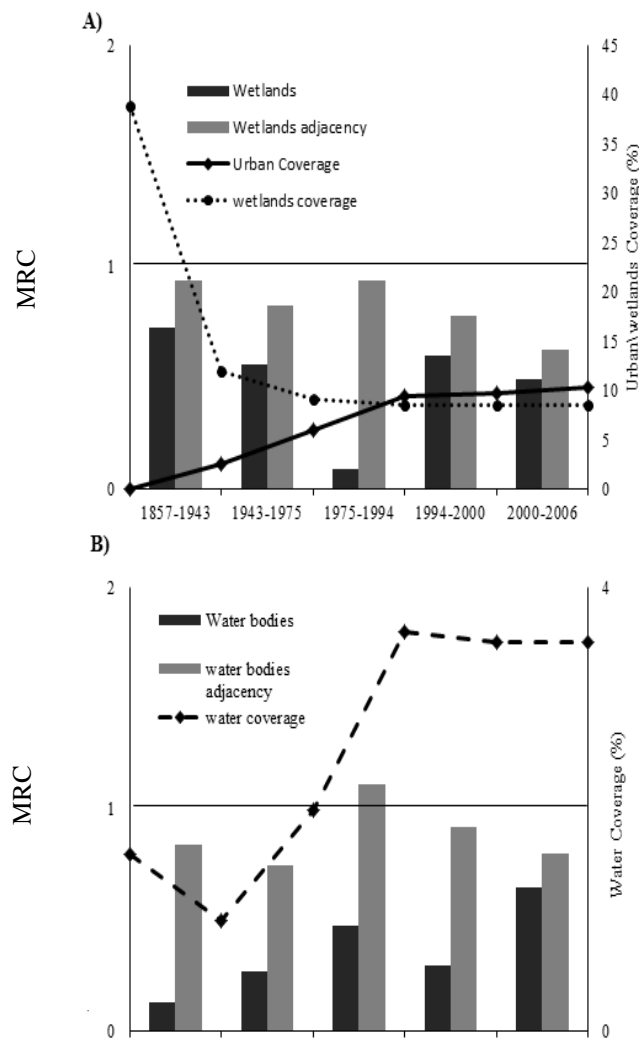 A)
2
1
0
MRC
Wetlands
Wetlands adjacency
Urban Coverage
wetlands coverage
45
40
35
30
25
20
15
10
5
0
Urban\wetlands Coverage (%)
1857-1943 1943-1975 1975-1994 1994-2000 2000-2006
B)
2
1
0
MRC
Water bodies
water bodies
adjacency
water coverage
4
0
Water Coverage (%)